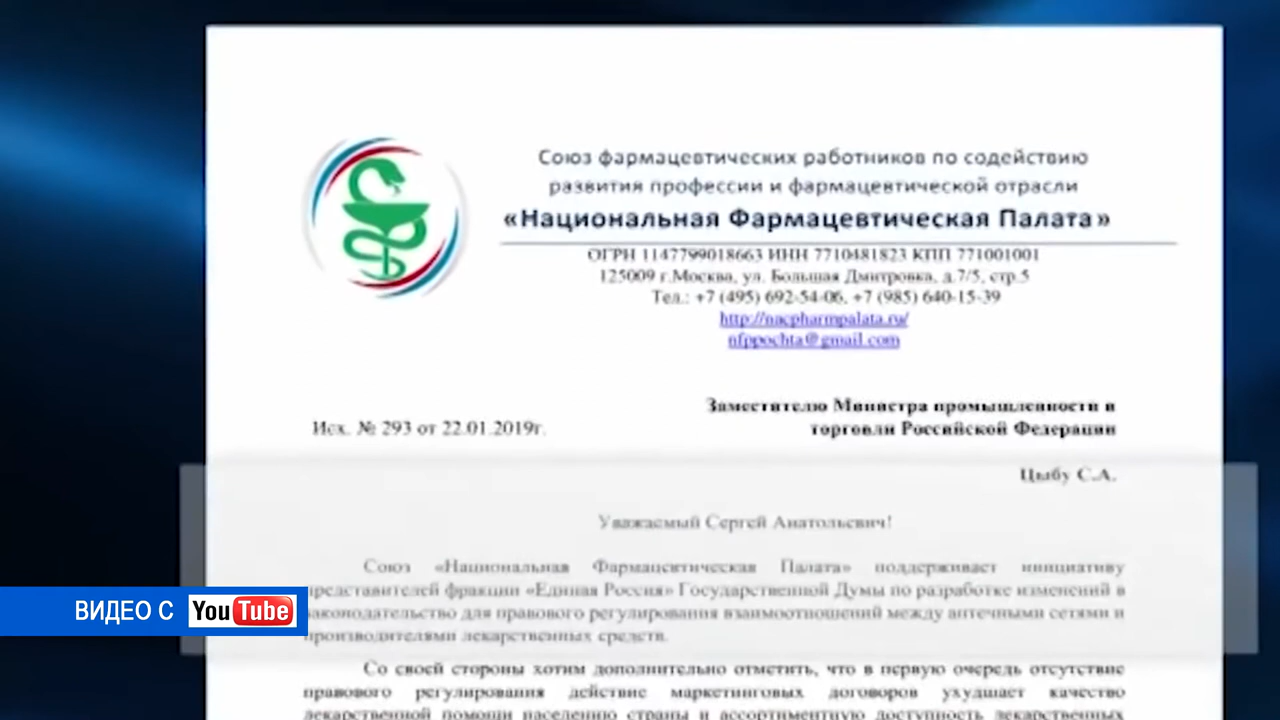 Союз фармацевтических работников по содействию
развития профессии и фармацевтической отрасли
«Национальная Фармацевтическая Палата»
ОГРН 1147799018663 ИНН 7710481823 КПП 771001001
125009 г.Москва, ул. Большая Дмитровка, д.7/5, стр.5
Тел.: +7 (495) 692-54-06, +7 (985) 640-15-39
http://nacpharmpalata.ru/
nfppochta@gmail.com
Заместителю Министра промышленности и
Исх. № 293 от 22.01.2019г.
торговли Российской Федерации
Цыбу С.А.
Уважаемый Сергей Анатольевич!
Союз «Национальная Фармацевтическая Палата» поддерживает инициативу
представителей фракции «Единая Россия» Государственной Думы по разработке изменений в
законодательство для правового регулирования взаимоотношений между аптечными сетями и
производителями лекарственных средств.
ВИДЕО С YouTube
Со своей стороны хотим дополнительно отметить, что в первую очередь отсутствие
правового регулирования действие маркетинговых договоров ухудшает качество
лекарственной помощи населению страны и ассортиментную доступность лекарственных